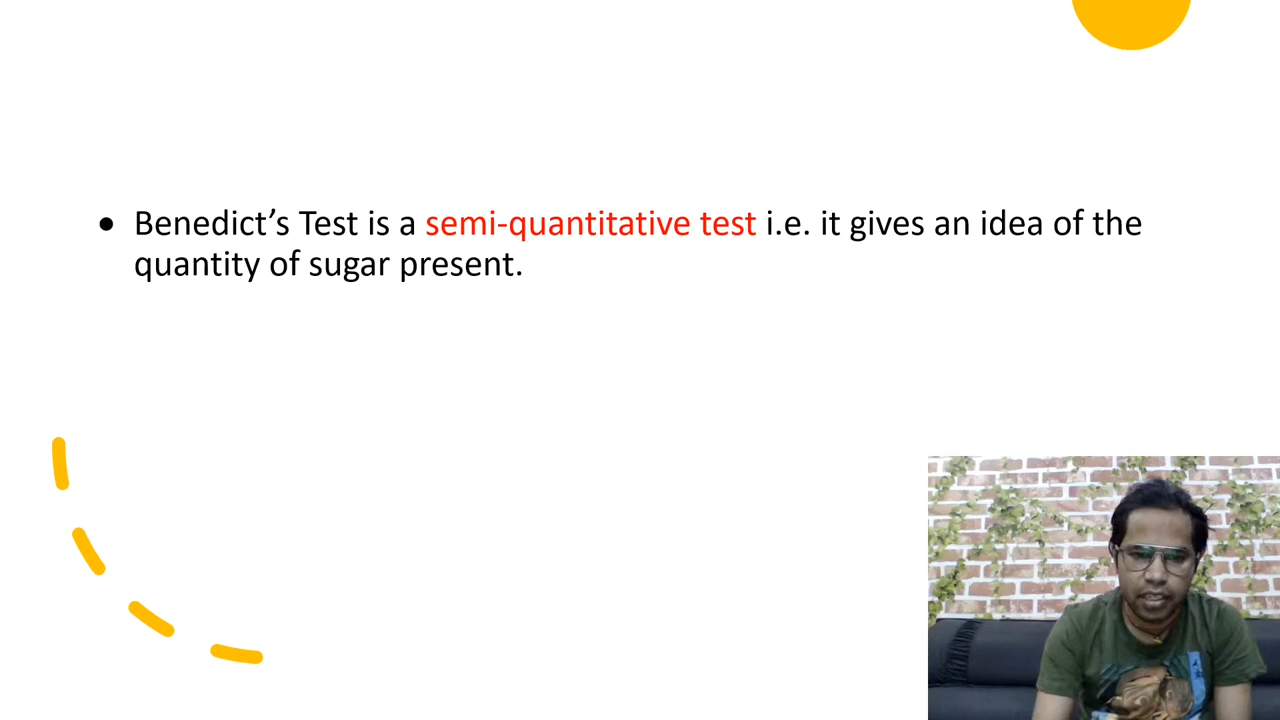 • Benedict’s Test is a semi-quantitative test i.e. it gives an idea of the
quantity of sugar present.